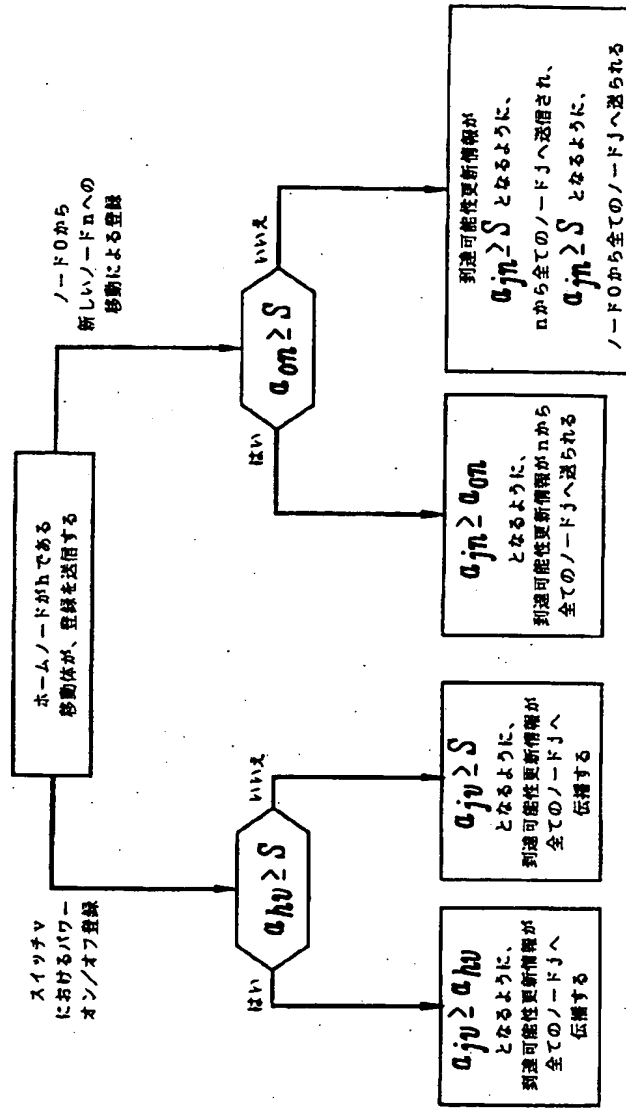 ホームノードがhである
移動体が、登録を送信する
スイッチv
におけるパワー
オン/オフ登録
ノード0から
新しいノードnへの
移動による登録
a_hv ≥ S
はい
いいえ
a_jv ≥ a_hv
となるように、
到達可能性更新情報が
全てのノードjへ
伝播する
a_jv ≥ S
となるように、
到達可能性更新情報が
全てのノードjへ
伝播する
a_on ≥ S
はい
いいえ
a_jn ≥ a_on
となるように、
到達可能性更新情報がnから
全てのノードjへ送られる
到達可能性更新情報が
a_jn ≥ S となるように、
nから全てのノードjへ送信され、
a_jn ≥ S となるように、
ノード0から全てのノードjへ送られる